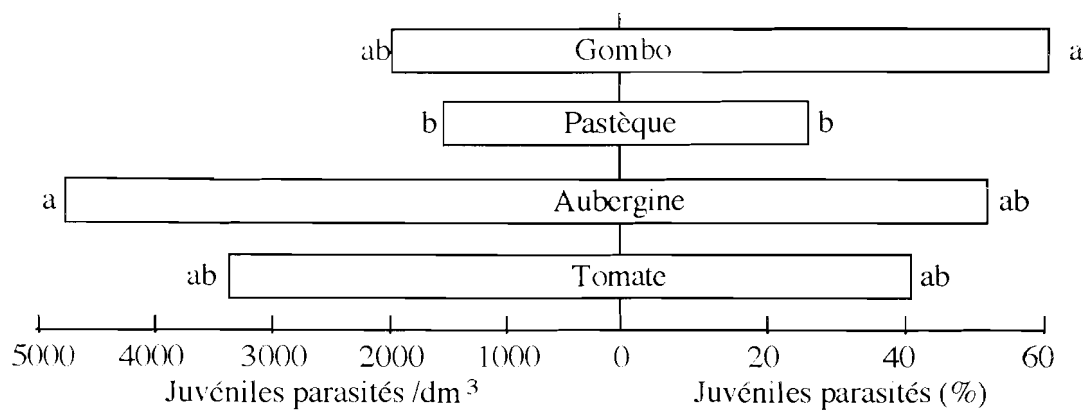 ab Gombo a
b Pastèque b
a Aubergine ab
ab Tomate ab
5000 4000 3000 2000 1000 0 20 40 60
Juvéniles parasités /dm³ Juvéniles parasités (%)